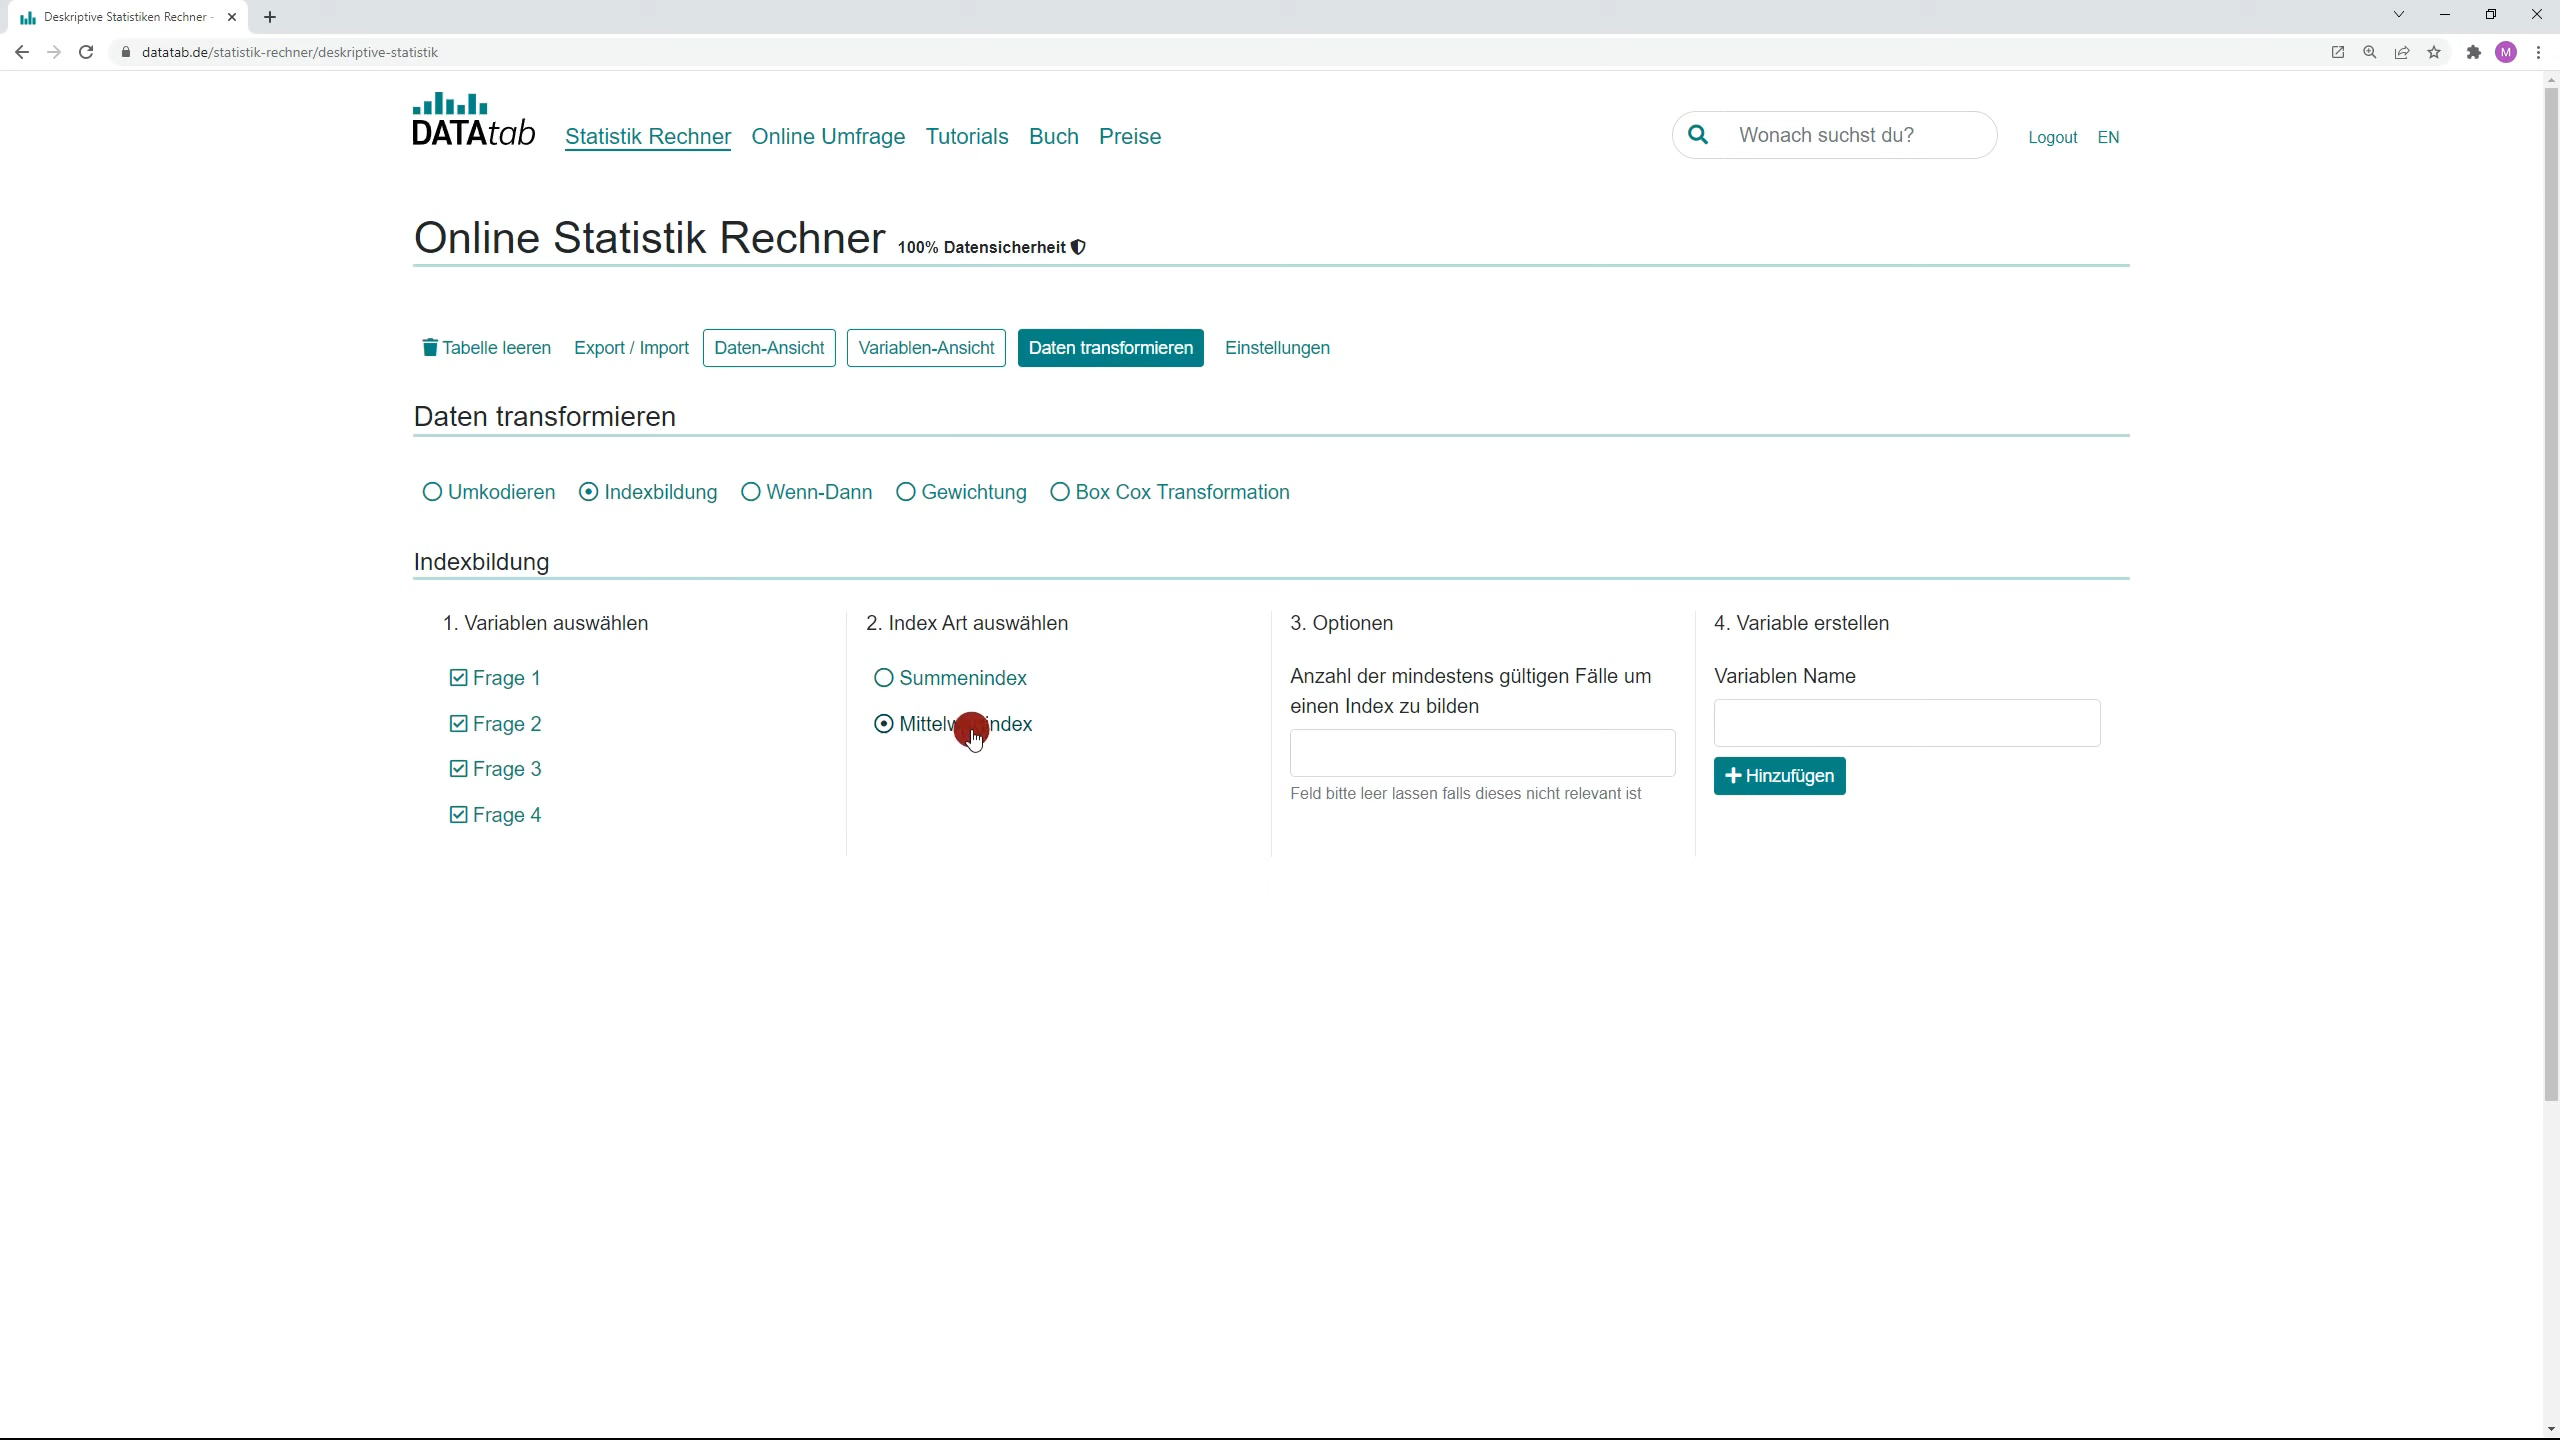 Deskriptive Statistiken Rechner -
datatab.de/statistik-rechner/deskriptive-statistik
M
DATAtab
Statistik Rechner Online Umfrage Tutorials Buch Preise
Wonach suchst du?
Logout EN
Online Statistik Rechner 100% Datensicherheit
Tabelle leeren Export / Import Daten-Ansicht Variablen-Ansicht Daten transformieren Einstellungen
Daten transformieren
Umkodieren Indexbildung Wenn-Dann Gewichtung Box Cox Transformation
Indexbildung
1. Variablen auswählen
Frage 1
Frage 2
Frage 3
Frage 4
2. Index Art auswählen
Summenindex
Mittelwertindex
3. Optionen
Anzahl der mindestens gültigen Fälle um
einen Index zu bilden
Feld bitte leer lassen falls dieses nicht relevant ist
4. Variable erstellen
Variablen Name
Hinzufügen